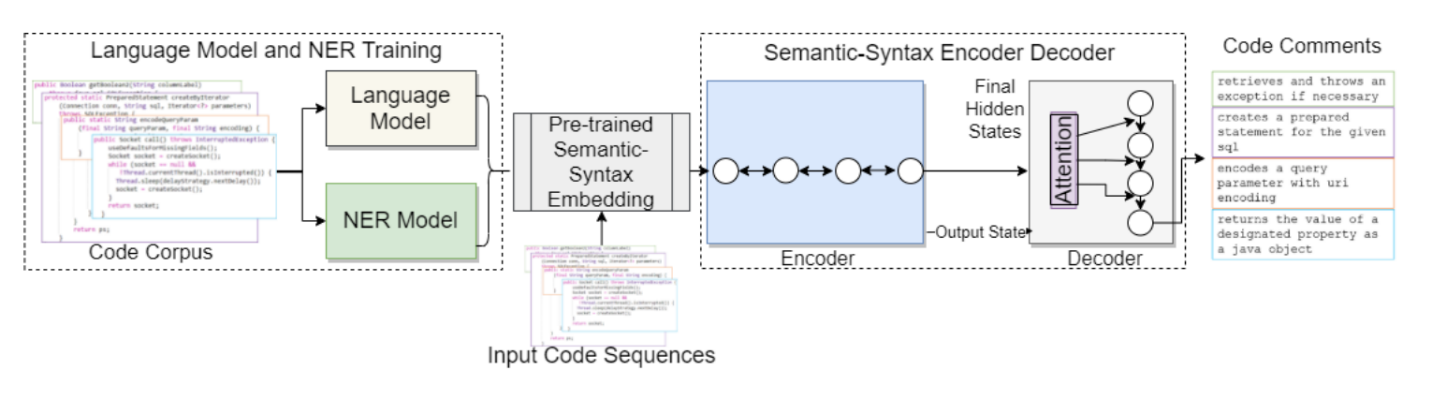 Language Model and NER Training
public Boolean getBoolean2(String columnLabel)
protected static PreparedStatement createByIterator
(Connection conn, String sql, Iterator<?> parameters)
throws SQLException {
public static String encodeQueryParam
(final String queryParam, final String encoding) {
public Socket call() throws InterruptedException {
useDefaultsForMissingFields();
Socket socket = createSocket();
while (socket == null &&
!Thread.currentThread().isInterrupted()) {
Thread.sleep(delayStrategy.nextDelay());
socket = createSocket();
}
return socket;
} }
}
return ps;
}
Code Corpus
Language
Model
NER Model
Pre-trained
Semantic-
Syntax
Embedding
Input Code Sequences
Semantic-Syntax Encoder Decoder
Encoder
Final
Hidden
States
Output State
Attention
Decoder
Code Comments
retrieves and throws an
exception if necessary
creates a prepared
statement for the given
sql
encodes a query
parameter with uri
encoding
returns the value of a
designated property as
a java object